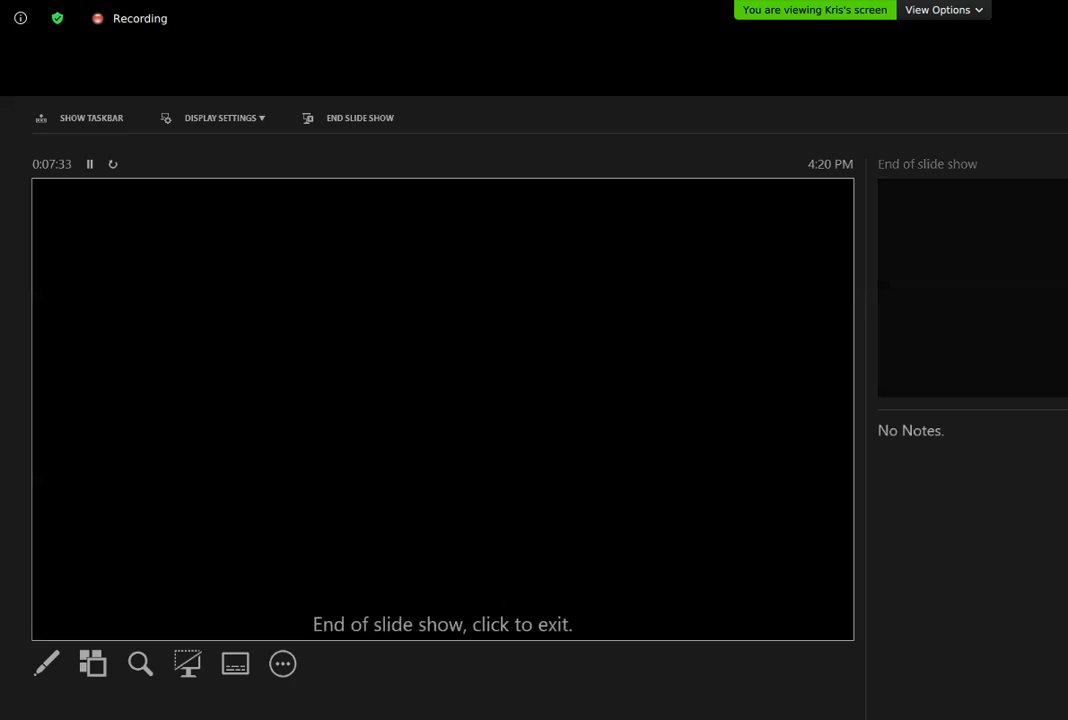 Recording
You are viewing Kris's screen View Options
SHOW TASKBAR DISPLAY SETTINGS ▼ END SLIDE SHOW
0:07:33 4:20 PM
End of slide show
No Notes.
End of slide show, click to exit.